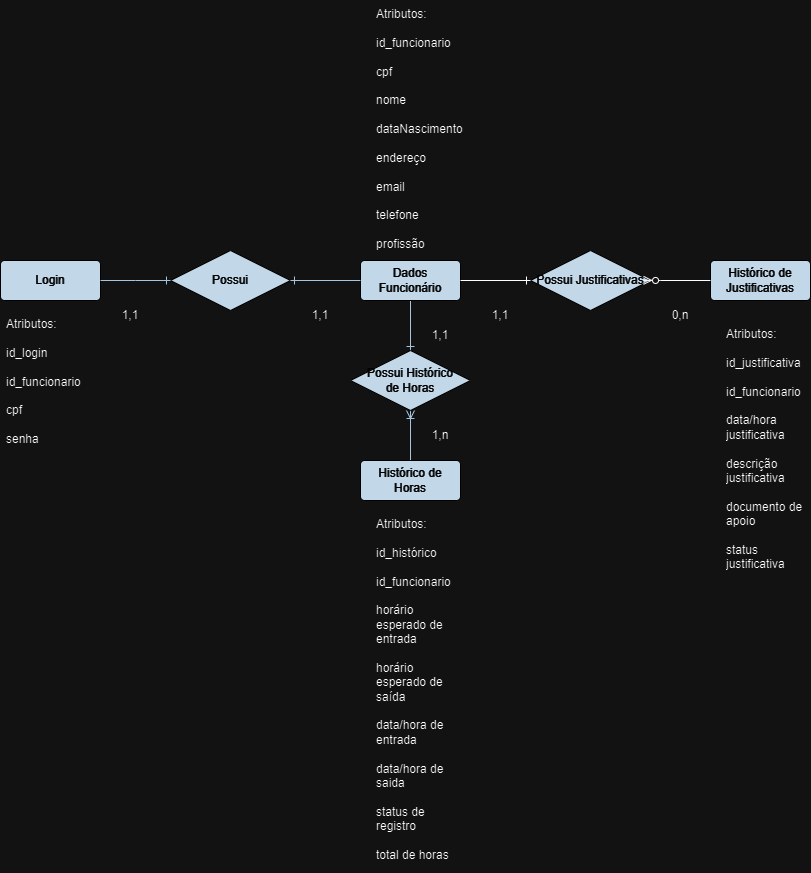 Atributos:
id_funcionario
cpf
nome
dataNascimento
endereço
email
telefone
profissão
Login
Possui
Dados
Funcionário
Possui Justificativas
Histórico de
Justificativas
1,1
1,1
1,1
0,n
Atributos:
id_login
id_funcionario
cpf
senha
1,1
Possui Histórico
de Horas
1,n
Histórico de
Horas
Atributos:
id_justificativa
id_funcionario
data/hora
justificativa
descrição
justificativa
documento de
apoio
status
justificativa
Atributos:
id_histórico
id_funcionario
horário
esperado de
entrada
horário
esperado de
saída
data/hora de
entrada
data/hora de
saida
status de
registro
total de horas